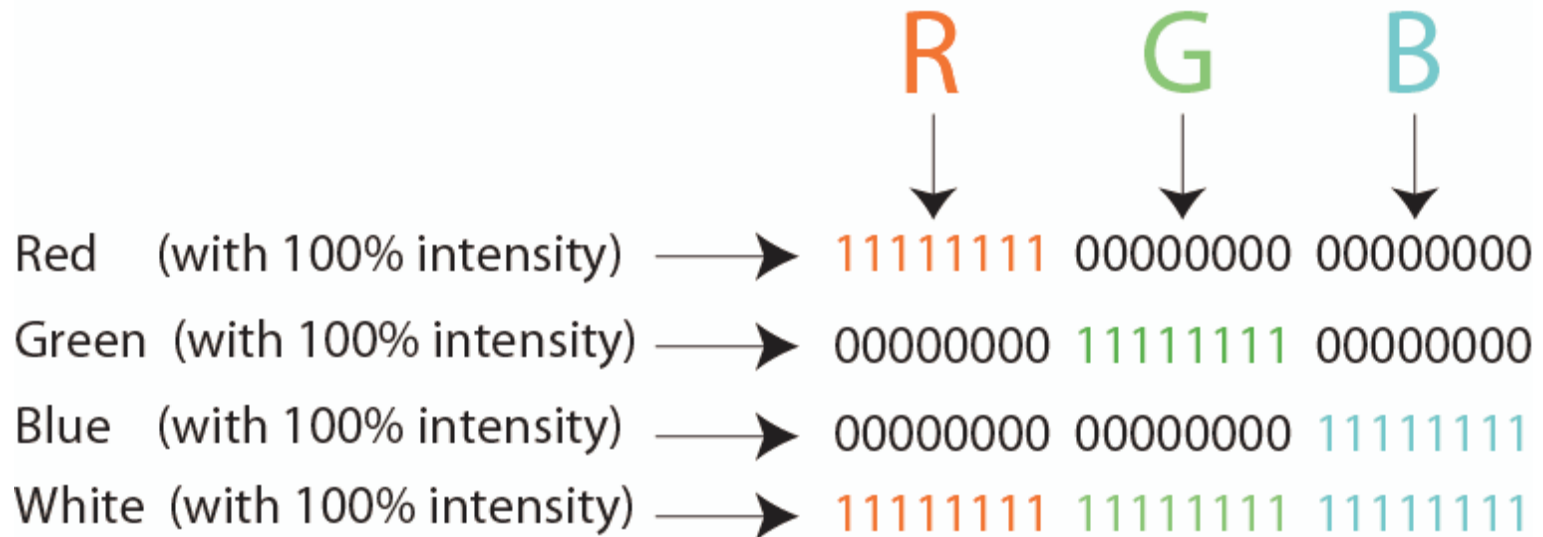 R G B
Red (with 100% intensity) 11111111 00000000 00000000
Green (with 100% intensity) 00000000 11111111 00000000
Blue (with 100% intensity) 00000000 00000000 11111111
White (with 100% intensity) 11111111 11111111 11111111